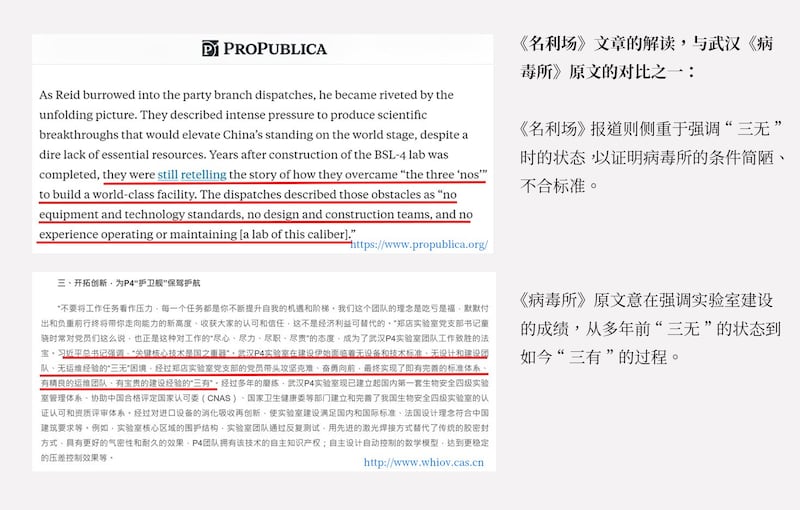 PROPUBLICA
As Reid burrowed into the party branch dispatches, he became riveted by the
unfolding picture. They described intense pressure to produce scientific
breakthroughs that would elevate China's standing on the world stage, despite a
dire lack of essential resources. Years after construction of the BSL-4 lab was
completed, they were still retelling the story of how they overcame “the three ‘nos’”
to build a world-class facility. The dispatches described those obstacles as “no
equipment and technology standards, no design and construction teams, and no
experience operating or maintaining [a lab of this caliber].”
https://www.propublica.org/
《名利场》文章的解读，与武汉《病
毒所》原文的对比之一：
《名利场》报道则侧重于强调“三无”
时的状态，以证明病毒所的条件简陋、
不合标准。
三、开拓创新，为P4“护卫舰”保驾护航
“不要将工作任务看作压力，每一个任务都是你不断提升自我的机遇和阶梯。我们这个团队的理念是吃亏是福，默默付
出和负重前行终将带你走向能力的新高度、收获大家的认可和信任，这不是经济利益可替代的。”郑店实验室党支部书记童
骁时常对党员们这么说，也正是这种对工作的“尽心、尽力、尽职、尽责”的态度，成为了武汉P4实验室团队工作致胜的法
宝。习近平总书记强调，“关键核心技术是国之重器”。武汉P4实验室在建设伊始面临着无设备和技术标准、无设计和建设团
队、无运维经验的“三无”困境，经过郑店实验室党支部的党员带头攻坚克难、奋勇向前，最终实现了即有完善的标准体系、
有精良的运维团队、有宝贵的建设经验的“三有”。经过多年的磨练，武汉P4实验室现已建立起国内第一套生物安全四级实验
室管理体系、协助中国合格评定国家认可委（CNAS）、国家卫生健康委等部门建立和完善了我国生物安全四级实验室的认
证认可和资质评审体系。经过对进口设备的消化吸收再创新，使实验室建设满足国内和国际标准、法国设计理念符合中国
建筑要求等。例如，实验室核心区域的围护结构，实验室团队通过反复测试，用先进的激光焊接方式替代了传统的胶密封
方式，具有更好的气密性和耐久的效果，P4团队拥有该技术的自主知识产权；自主设计自动控制的数学模型，达到更稳定
的压差控制效果等。
http://www.whiov.cas.cn
《病毒所》原文意在强调实验室建设
的成绩，从多年前“三无”的状态到
如今“三有”的过程。